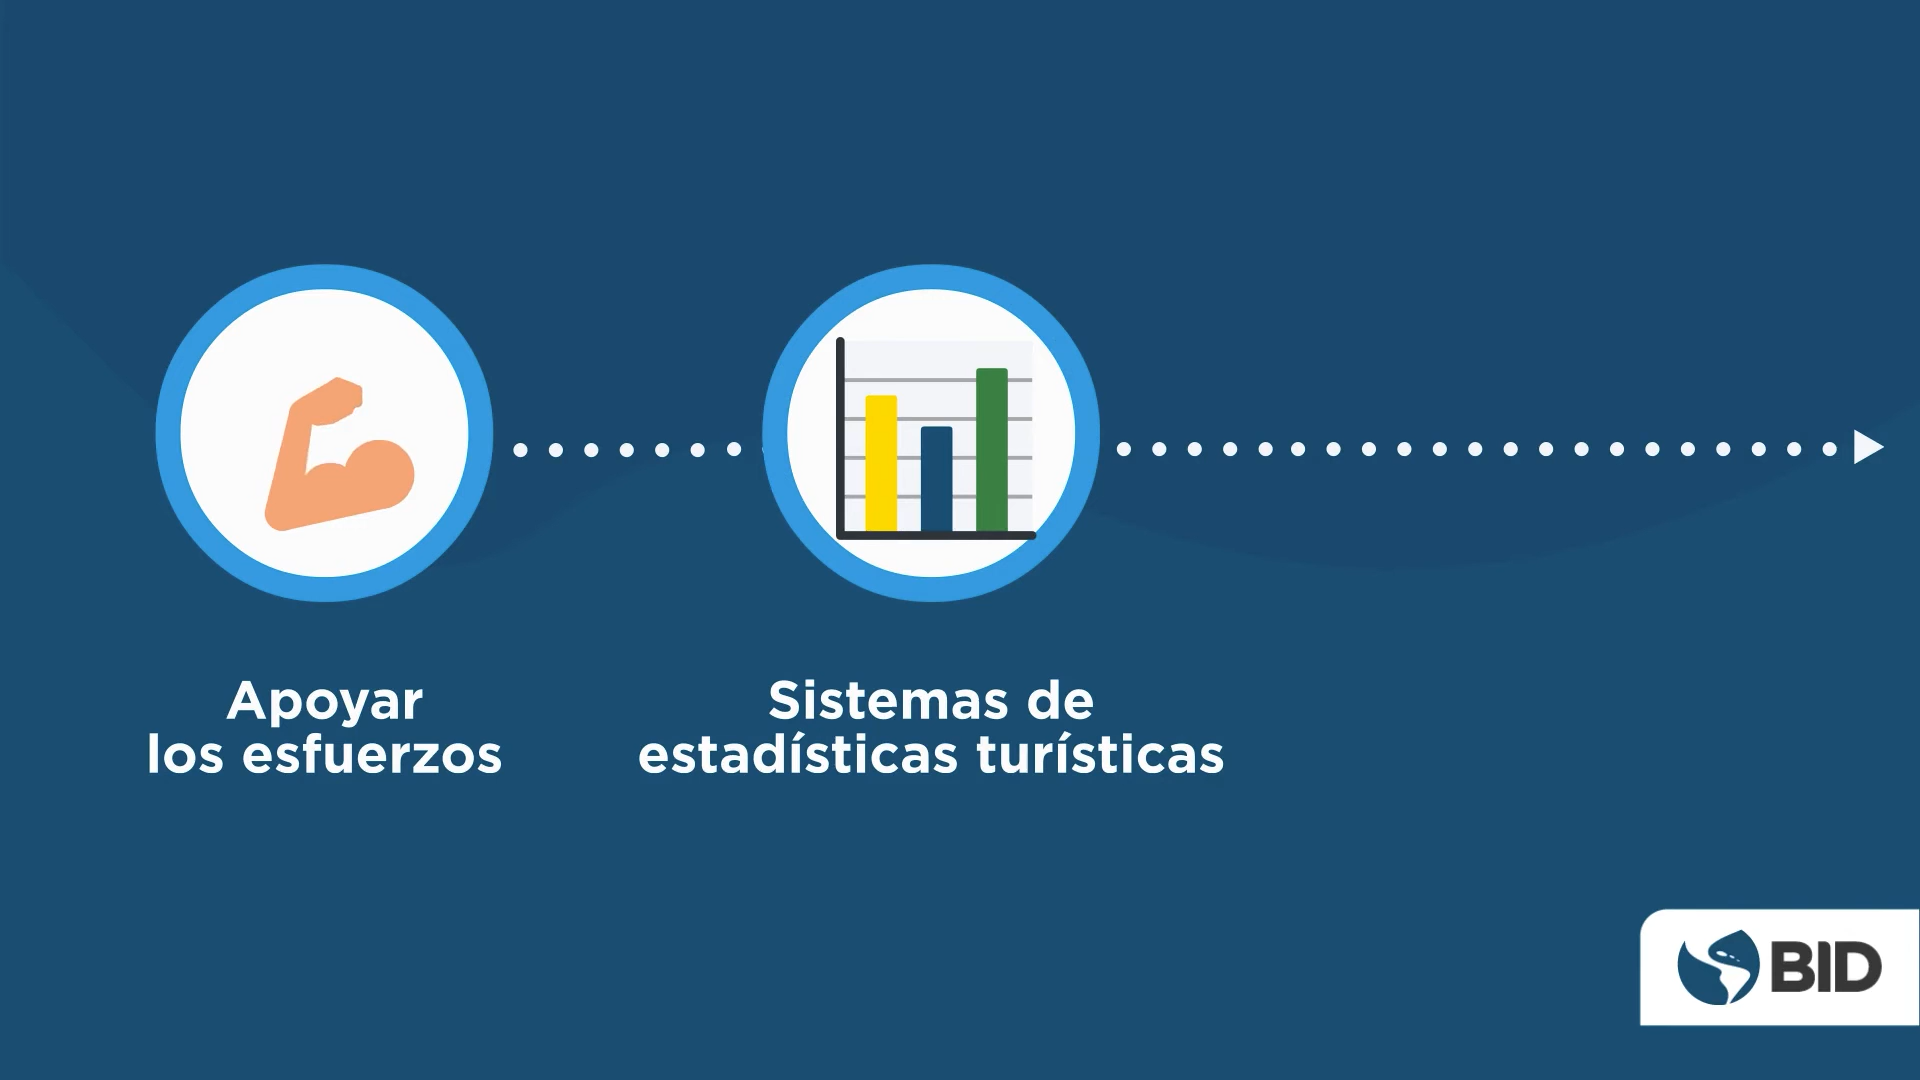 Apoyar
los esfuerzos
Sistemas de
estadísticas turísticas
BID